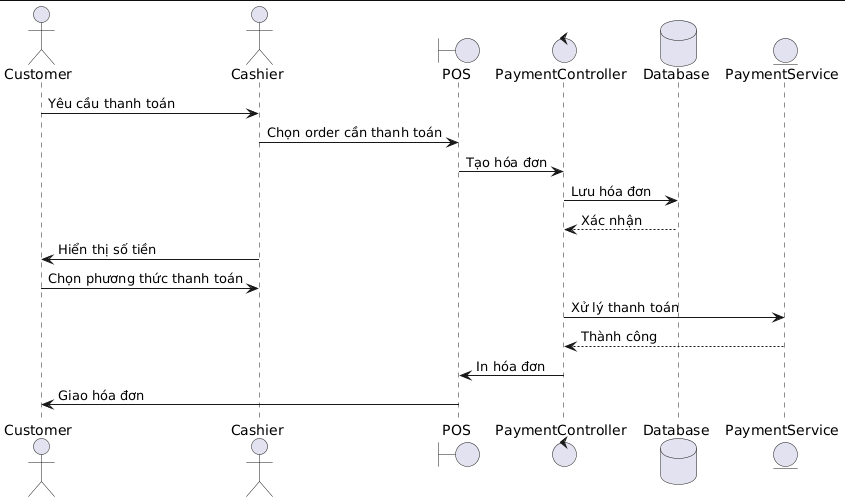 Customer
Cashier
POS
PaymentController
Database
PaymentService
Yêu cầu thanh toán
Chọn order cần thanh toán
Tạo hóa đơn
Lưu hóa đơn
Xác nhận
Hiển thị số tiền
Chọn phương thức thanh toán
Xử lý thanh toán
Thành công
In hóa đơn
Giao hóa đơn
Customer
Cashier
POS
PaymentController
Database
PaymentService